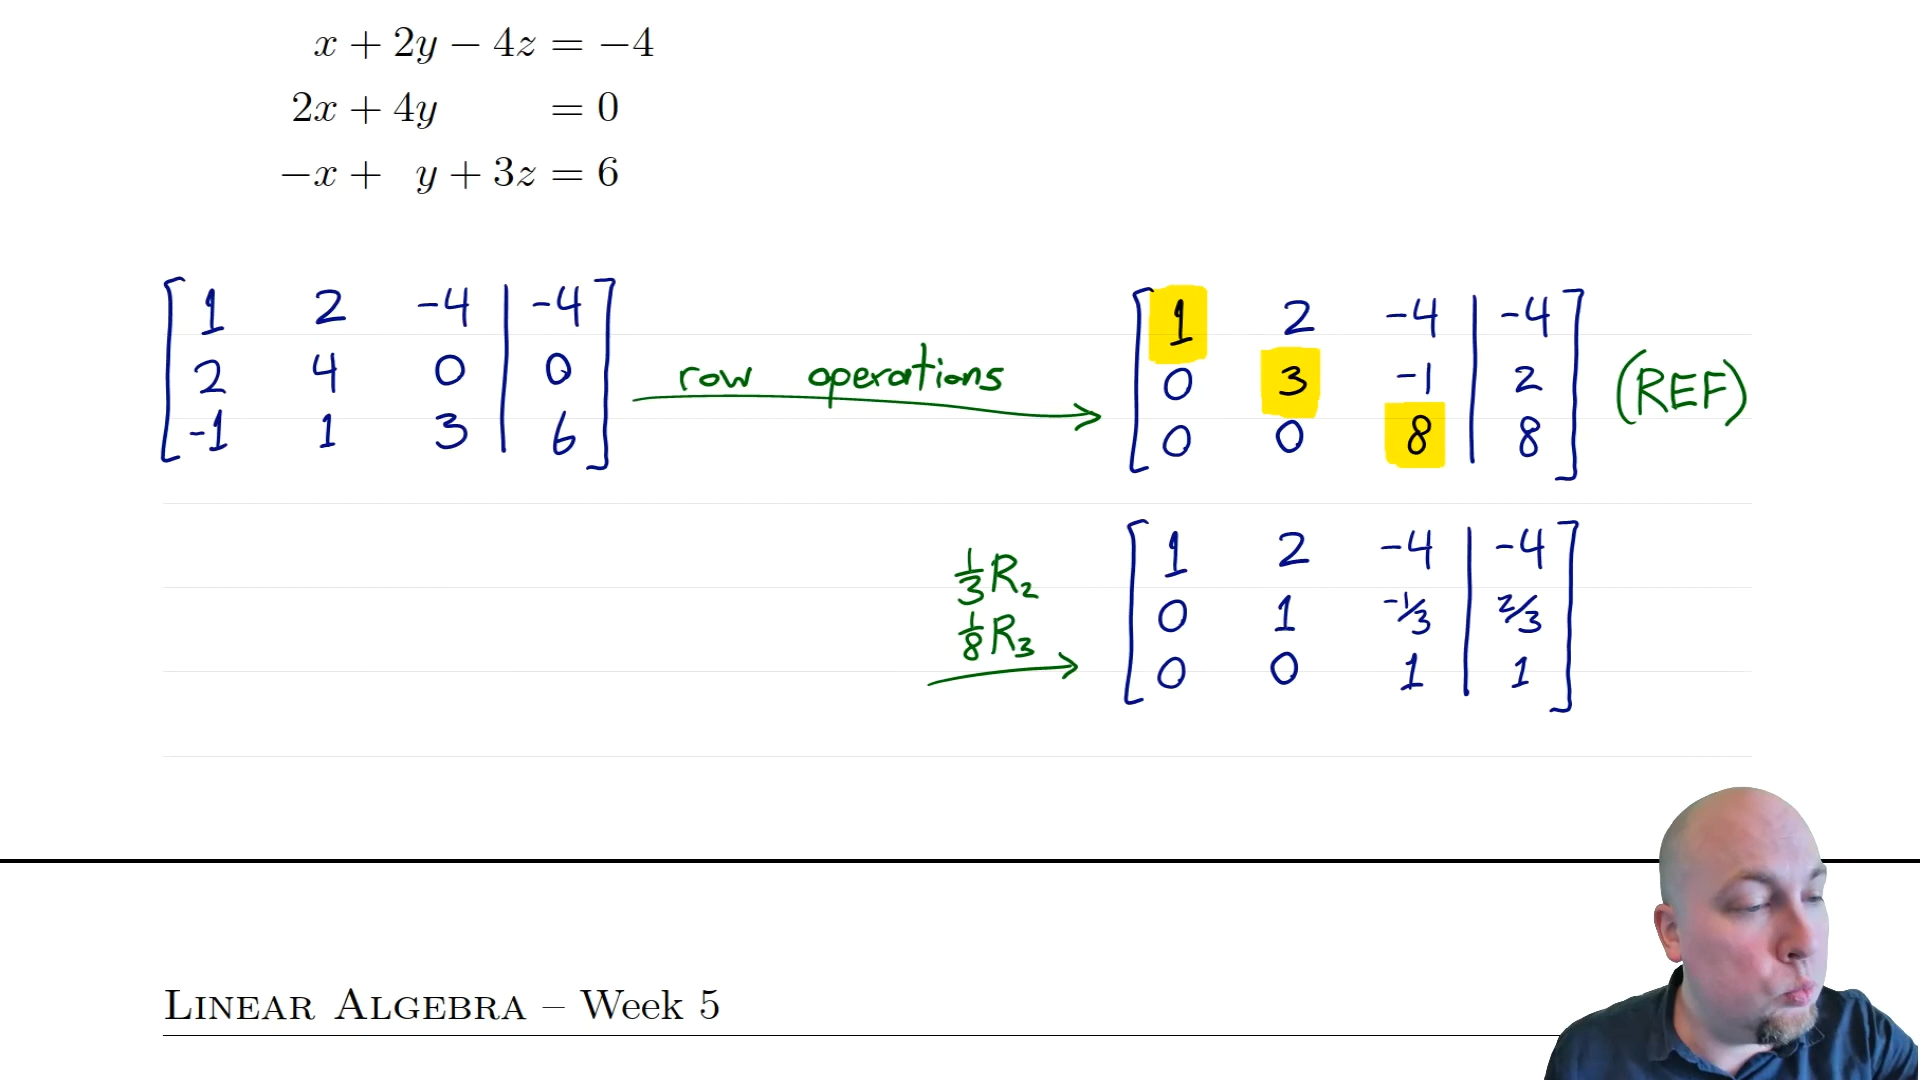 x + 2y − 4z = −4
2x + 4y = 0
−x + y + 3z = 6
1 2 -4 | -4
2 4 0 | 0
-1 1 3 | 6
row operations
1 2 -4 | -4
0 3 -1 | 2
0 0 8 | 8
(REF)
1/3 R₂
1/8 R₃
1 2 -4 | -4
0 1 -1/3 | 2/3
0 0 1 | 1
LINEAR ALGEBRA – Week 5